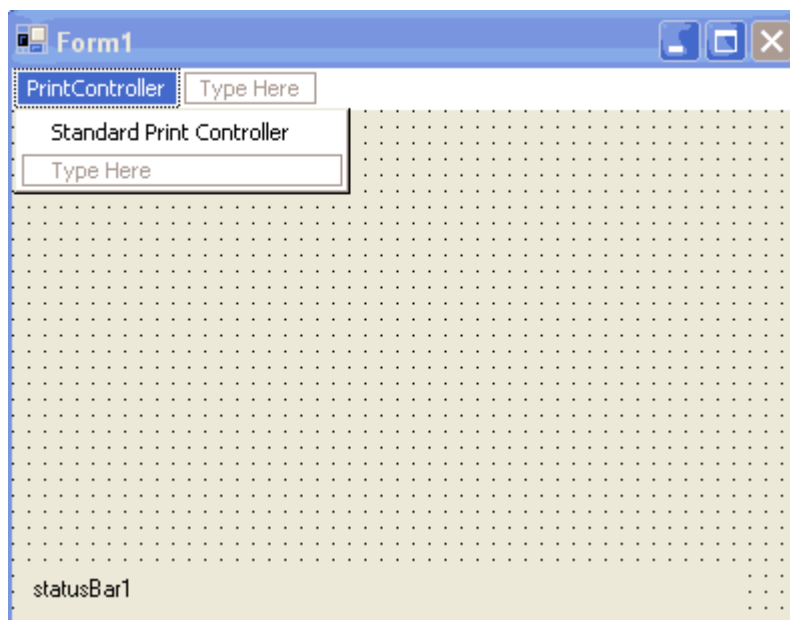 Form1
PrintController Type Here
Standard Print Controller
Type Here
statusBar1